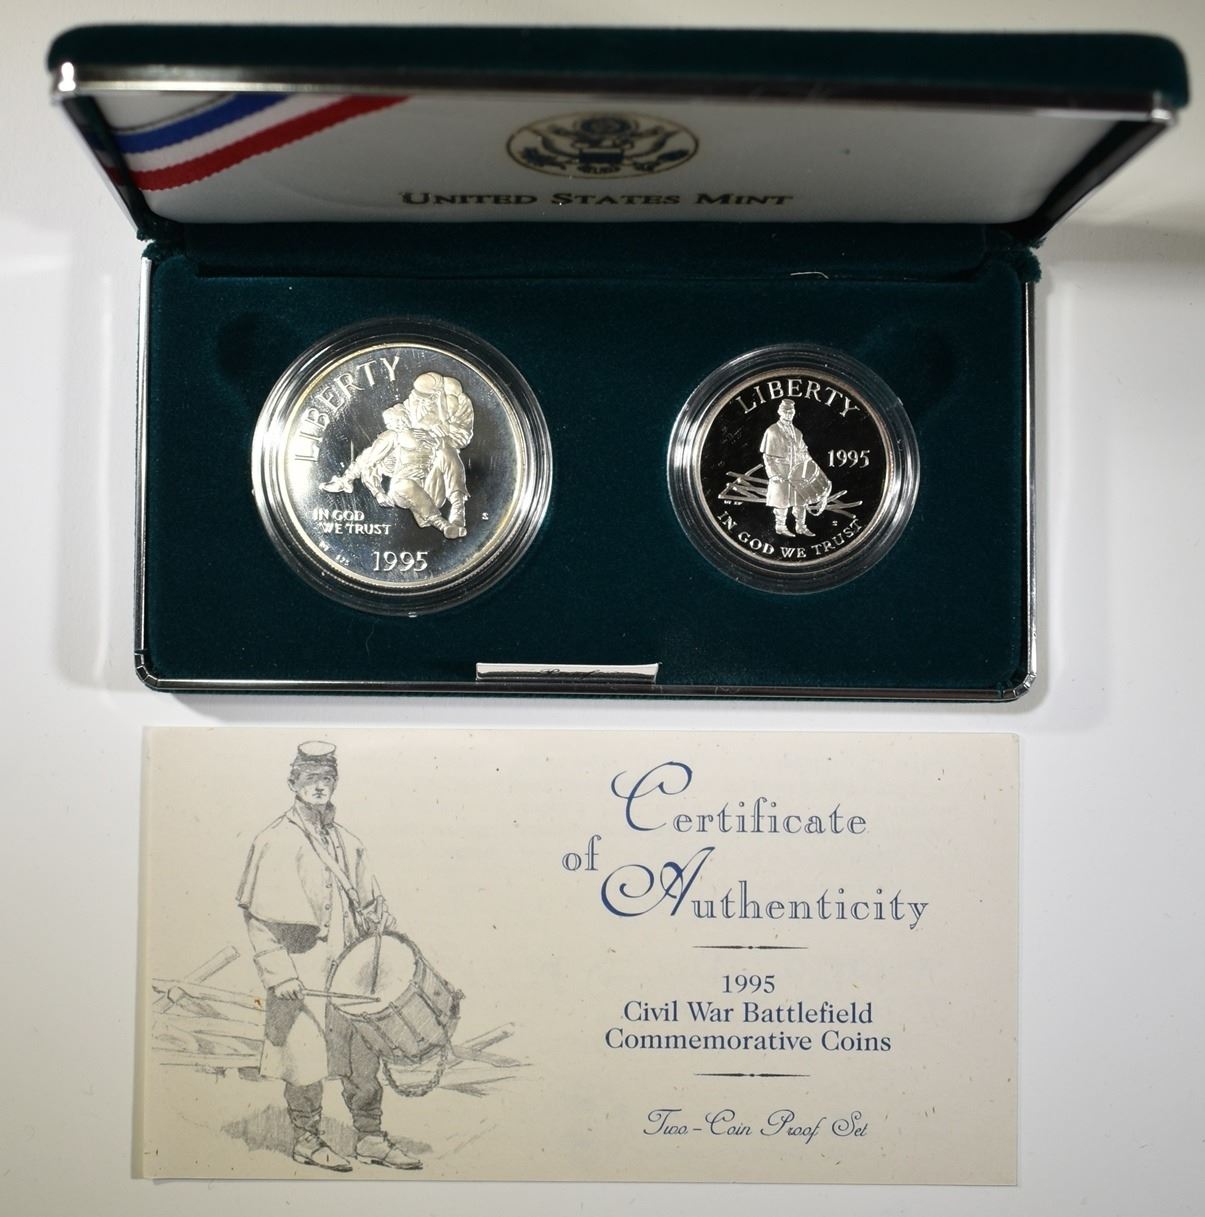 UNITED STATES MINT
LIBERTY
IN GOD
WE TRUST
S
1995
LIBERTY
1995
S
IN GOD WE TRUST
Proof
Certificate
of Authenticity
1995
Civil War Battlefield
Commemorative Coins
Two-Coin Proof Set